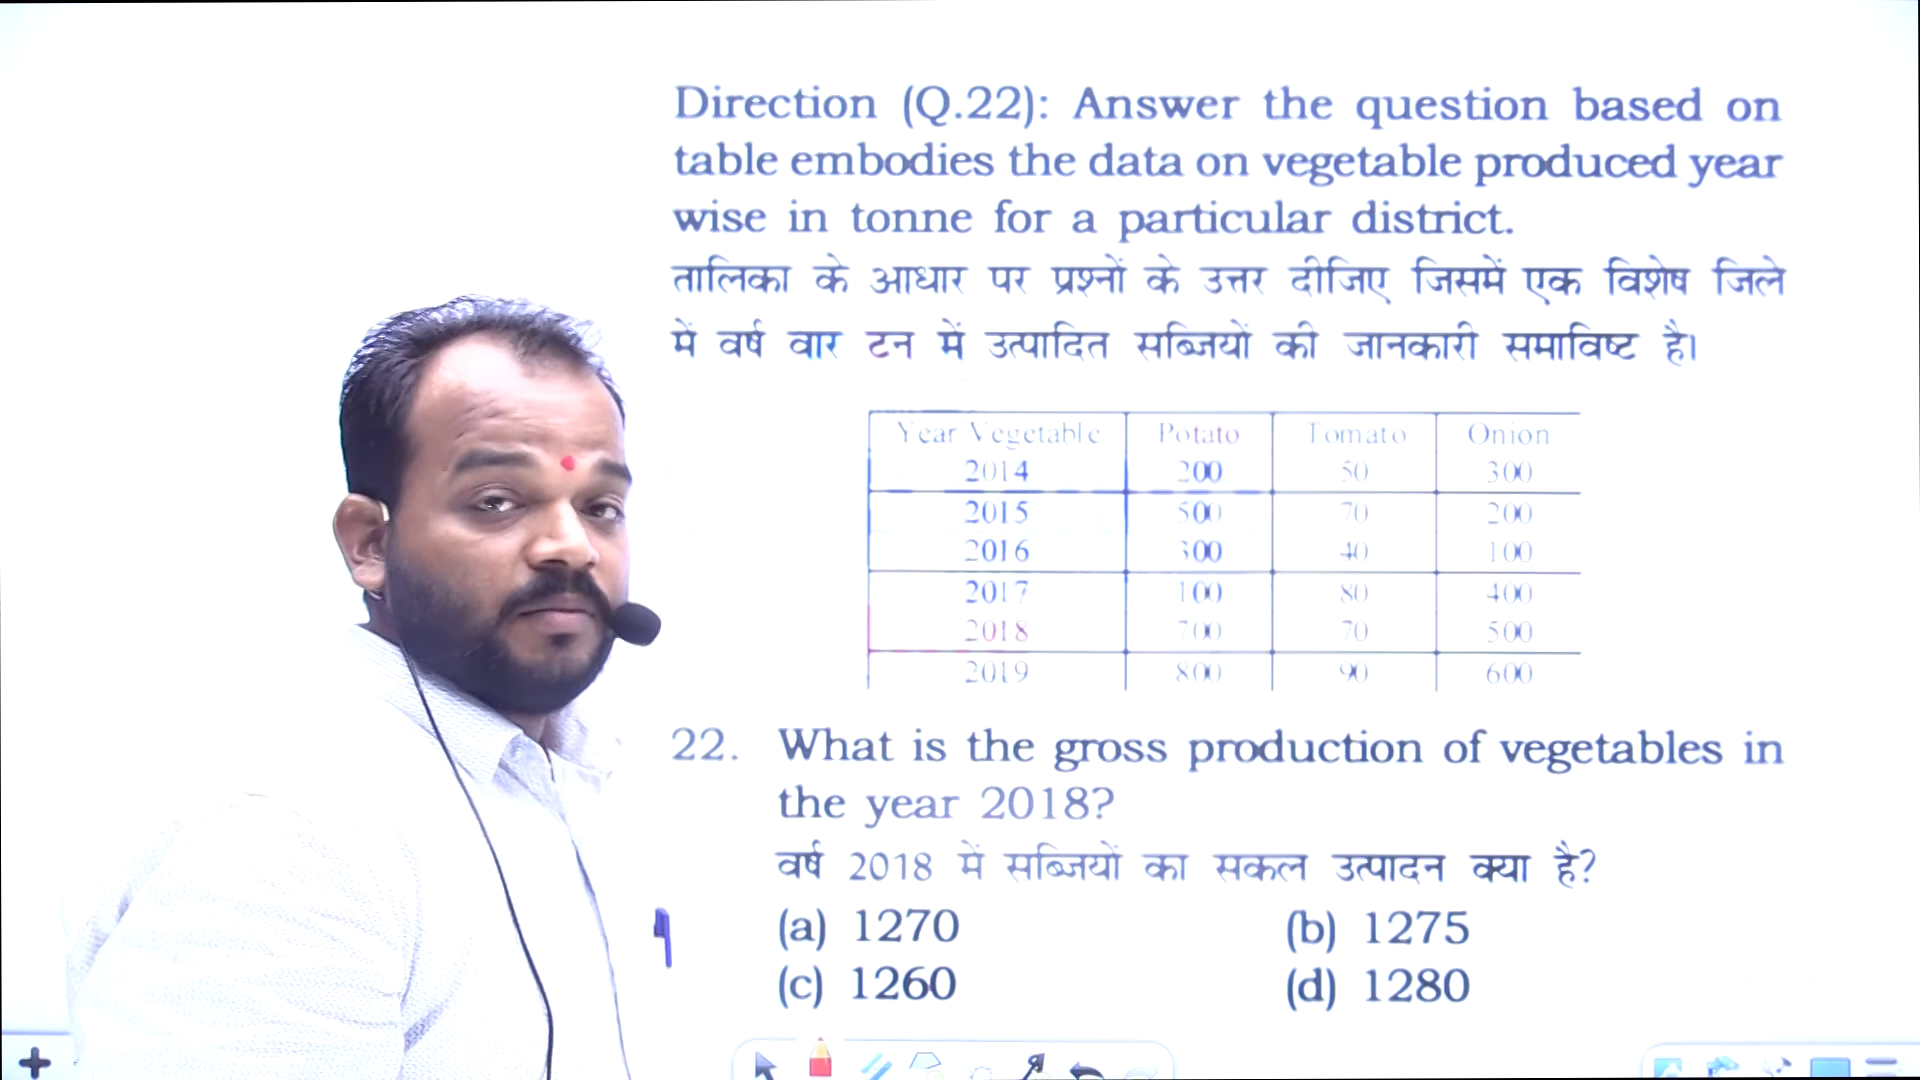 Direction (Q.22): Answer the question based on
table embodies the data on vegetable produced year
wise in tonne for a particular district.
तालिका के आधार पर प्रश्नों के उत्तर दीजिए जिसमें एक विशेष जिले
में वर्ष वार टन में उत्पादित सब्जियों की जानकारी समाविष्ट है।
Year Vegetable Potato Tomato Onion
2014 200 50 300
2015 500 70 200
2016 300 40 100
2017 100 80 400
2018 700 70 500
2019 800 90 600
22. What is the gross production of vegetables in
the year 2018?
वर्ष 2018 में सब्जियों का सकल उत्पादन क्या है?
(a) 1270 (b) 1275
(c) 1260 (d) 1280